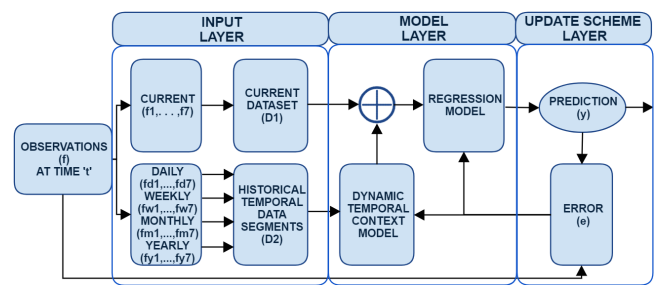 INPUT
LAYER
MODEL
LAYER
UPDATE SCHEME
LAYER
OBSERVATIONS
(f)
AT TIME 't'
CURRENT
(f1,. . . ,f7)
CURRENT
DATASET
(D1)
REGRESSION
MODEL
PREDICTION
(y)
DAILY
(fd1,...,fd7)
WEEKLY
(fw1,...,fw7)
MONTHLY
(fm1,...,fm7)
YEARLY
(fy1,...,fy7)
HISTORICAL
TEMPORAL
DATA
SEGMENTS
(D2)
DYNAMIC
TEMPORAL
CONTEXT
MODEL
ERROR
(e)